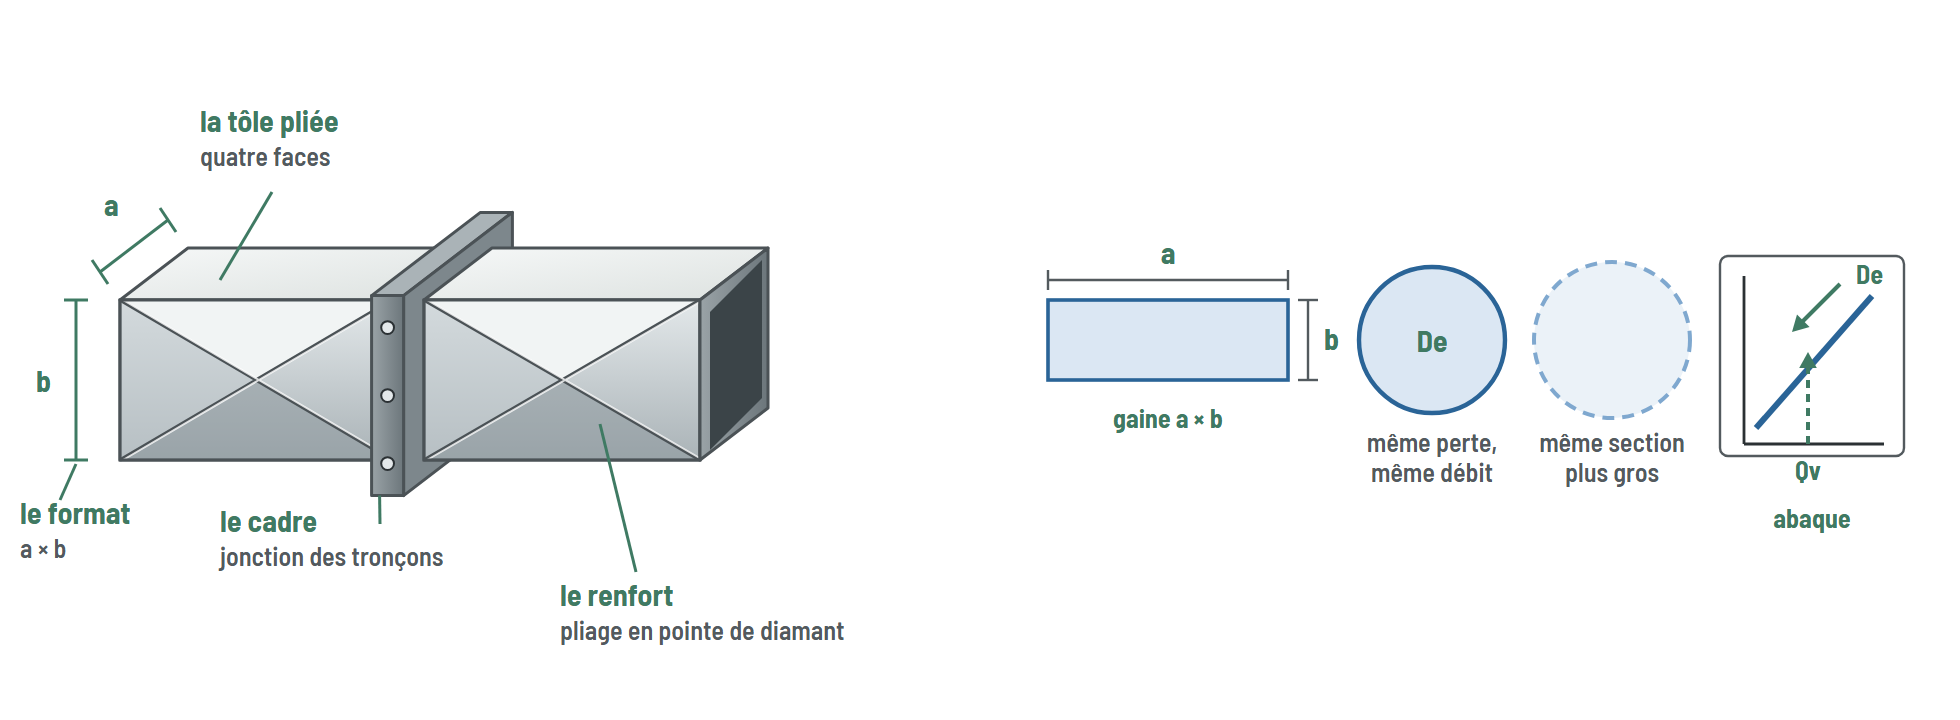 la tôle pliée
quatre faces
a
b
le format
a × b
le cadre
jonction des tronçons
le renfort
pliage en pointe de diamant
a
b
gaine a × b
De
même perte,
même débit
même section
plus gros
De
Qv
abaque